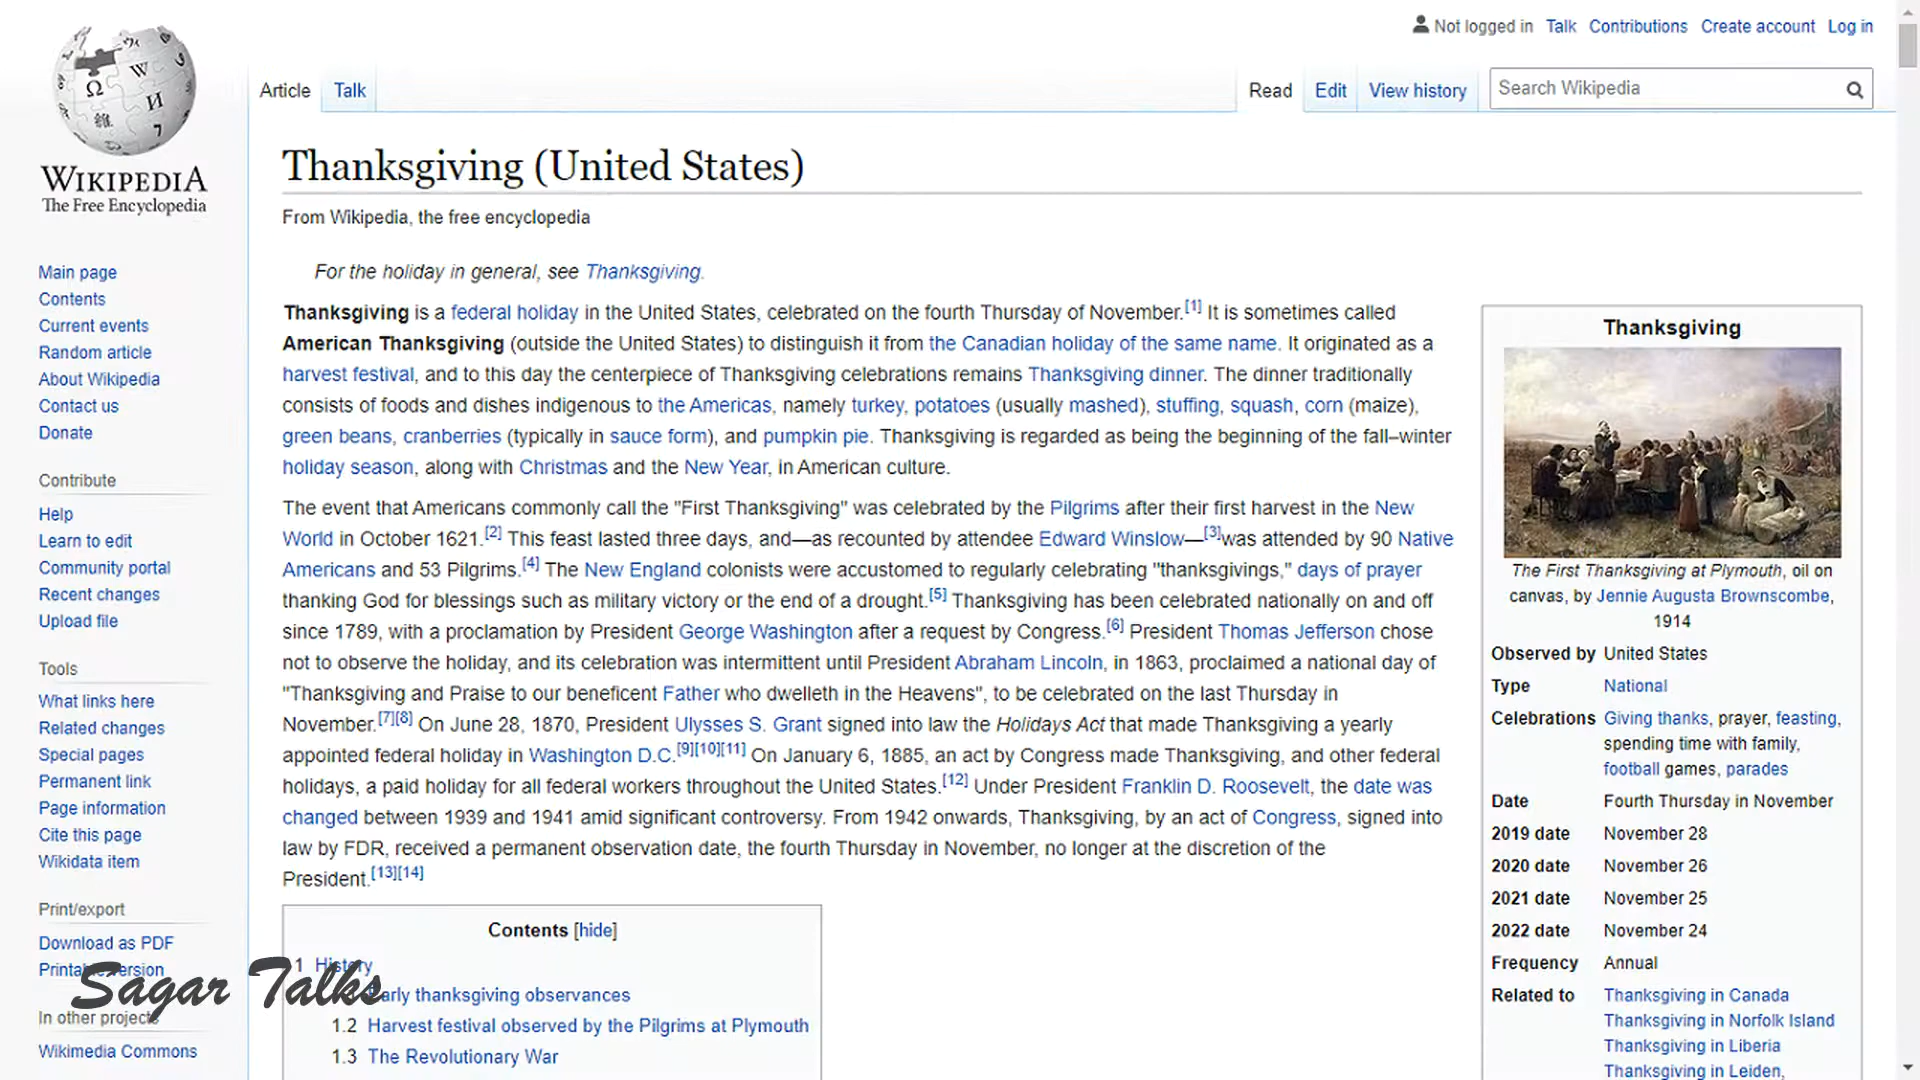 Not logged in Talk Contributions Create account Log in
Article Talk Read Edit View history Search Wikipedia
WIKIPEDIA
The Free Encyclopedia
Main page
Contents
Current events
Random article
About Wikipedia
Contact us
Donate
Contribute
Help
Learn to edit
Community portal
Recent changes
Upload file
Tools
What links here
Related changes
Special pages
Permanent link
Page information
Cite this page
Wikidata item
Print/export
Download as PDF
Printable version
In other projects
Wikimedia Commons
Sagar Talks
Thanksgiving (United States)
From Wikipedia, the free encyclopedia
For the holiday in general, see Thanksgiving.
Thanksgiving is a federal holiday in the United States, celebrated on the fourth Thursday of November.[1] It is sometimes called
American Thanksgiving (outside the United States) to distinguish it from the Canadian holiday of the same name. It originated as a
harvest festival, and to this day the centerpiece of Thanksgiving celebrations remains Thanksgiving dinner. The dinner traditionally
consists of foods and dishes indigenous to the Americas, namely turkey, potatoes (usually mashed), stuffing, squash, corn (maize),
green beans, cranberries (typically in sauce form), and pumpkin pie. Thanksgiving is regarded as being the beginning of the fall–winter
holiday season, along with Christmas and the New Year, in American culture.
The event that Americans commonly call the "First Thanksgiving" was celebrated by the Pilgrims after their first harvest in the New
World in October 1621.[2] This feast lasted three days, and—as recounted by attendee Edward Winslow—[3]was attended by 90 Native
Americans and 53 Pilgrims.[4] The New England colonists were accustomed to regularly celebrating "thanksgivings," days of prayer
thanking God for blessings such as military victory or the end of a drought.[5] Thanksgiving has been celebrated nationally on and off
since 1789, with a proclamation by President George Washington after a request by Congress.[6] President Thomas Jefferson chose
not to observe the holiday, and its celebration was intermittent until President Abraham Lincoln, in 1863, proclaimed a national day of
"Thanksgiving and Praise to our beneficent Father who dwelleth in the Heavens", to be celebrated on the last Thursday in
November.[7][8] On June 28, 1870, President Ulysses S. Grant signed into law the Holidays Act that made Thanksgiving a yearly
appointed federal holiday in Washington D.C.[9][10][11] On January 6, 1885, an act by Congress made Thanksgiving, and other federal
holidays, a paid holiday for all federal workers throughout the United States.[12] Under President Franklin D. Roosevelt, the date was
changed between 1939 and 1941 amid significant controversy. From 1942 onwards, Thanksgiving, by an act of Congress, signed into
law by FDR, received a permanent observation date, the fourth Thursday in November, no longer at the discretion of the
President.[13][14]
Contents [hide]
1 History
Early thanksgiving observances
1.2 Harvest festival observed by the Pilgrims at Plymouth
1.3 The Revolutionary War
Thanksgiving
The First Thanksgiving at Plymouth, oil on
canvas, by Jennie Augusta Brownscombe,
1914
Observed by United States
Type National
Celebrations Giving thanks, prayer, feasting,
spending time with family,
football games, parades
Date Fourth Thursday in November
2019 date November 28
2020 date November 26
2021 date November 25
2022 date November 24
Frequency Annual
Related to Thanksgiving in Canada
Thanksgiving in Norfolk Island
Thanksgiving in Liberia
Thanksgiving in Leiden,